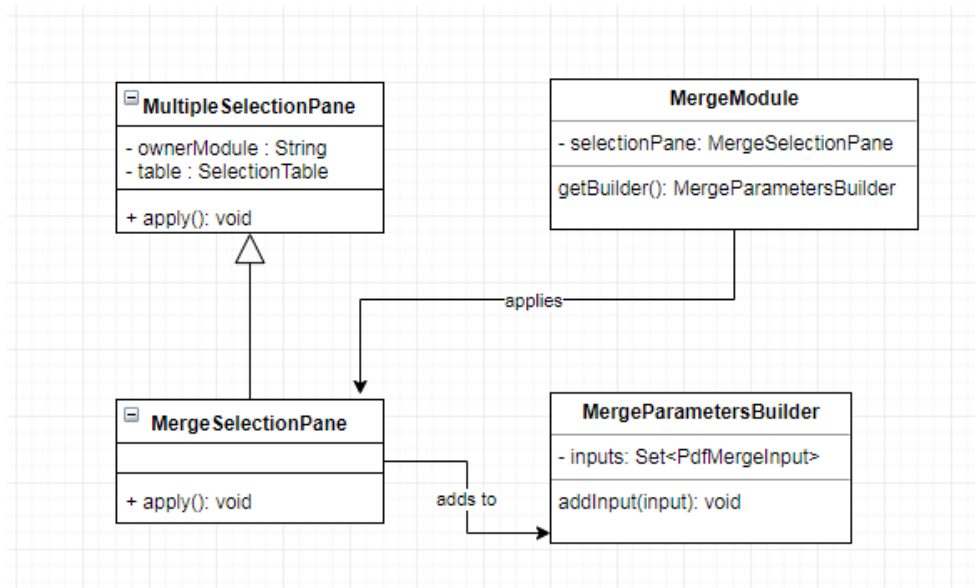 MultipleSelectionPane
- ownerModule : String
- table : SelectionTable
+ apply(): void
MergeModule
- selectionPane: MergeSelectionPane
getBuilder(): MergeParametersBuilder
applies
MergeSelectionPane
+ apply(): void
adds to
MergeParametersBuilder
- inputs: Set<PdfMergeInput>
addInput(input): void